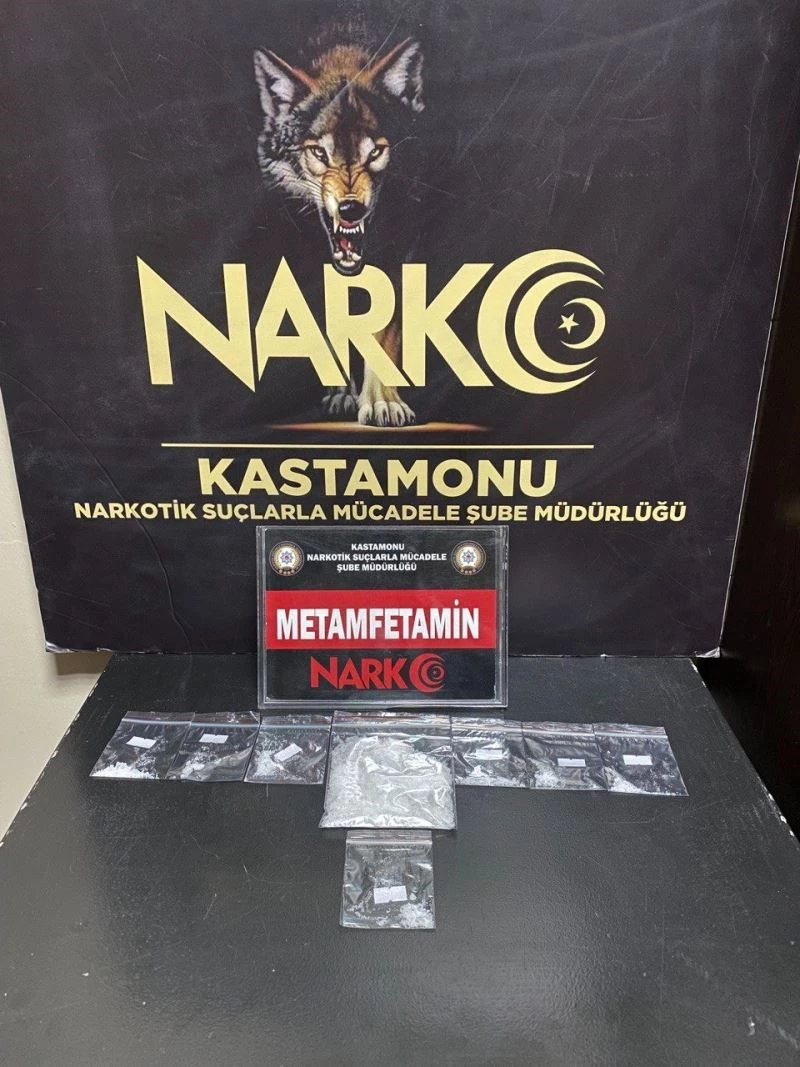 NARKO
KASTAMONU
NARKOTİK SUÇLARLA MÜCADELE ŞUBE MÜDÜRLÜĞÜ
KASTAMONU
NARKOTİK SUÇLARLA MÜCADELE
ŞUBE MÜDÜRLÜĞÜ
METAMFETAMİN
NARKO